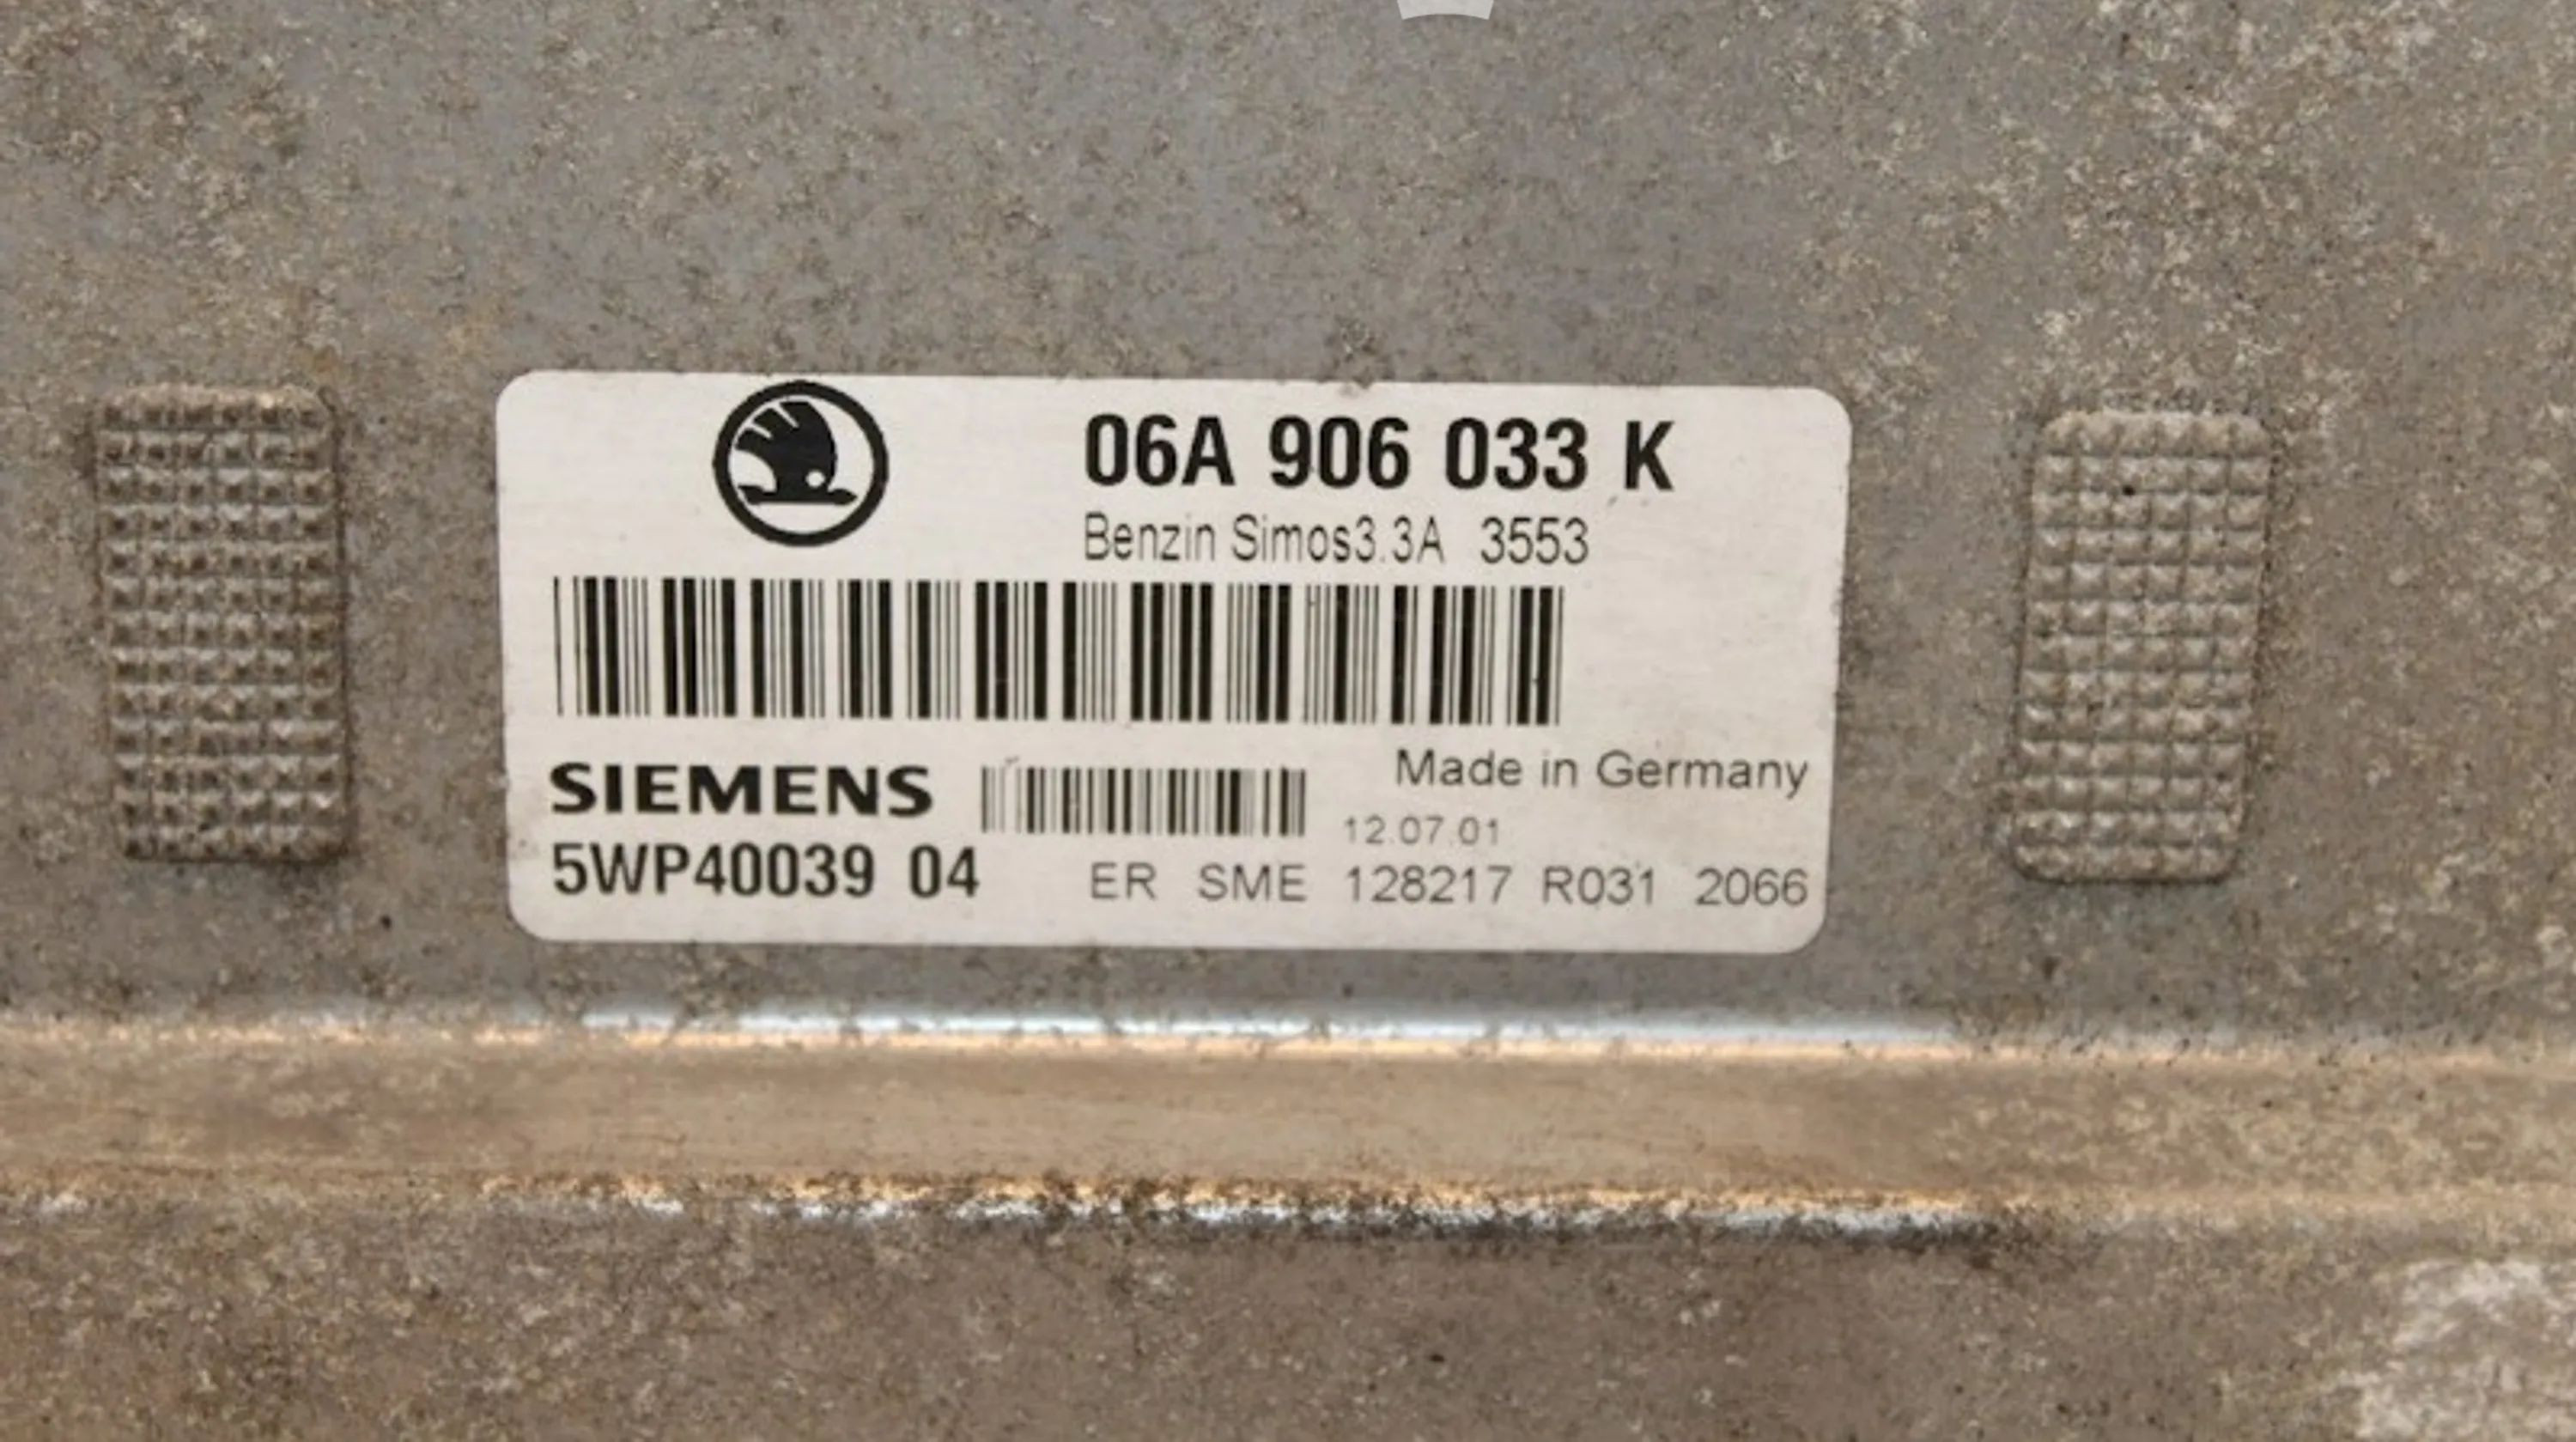 06A 906 033 K
Benzin Simos3.3A 3553
SIEMENS
Made in Germany
12.07.01
5WP40039 04
ER SME 128217 R031 2066